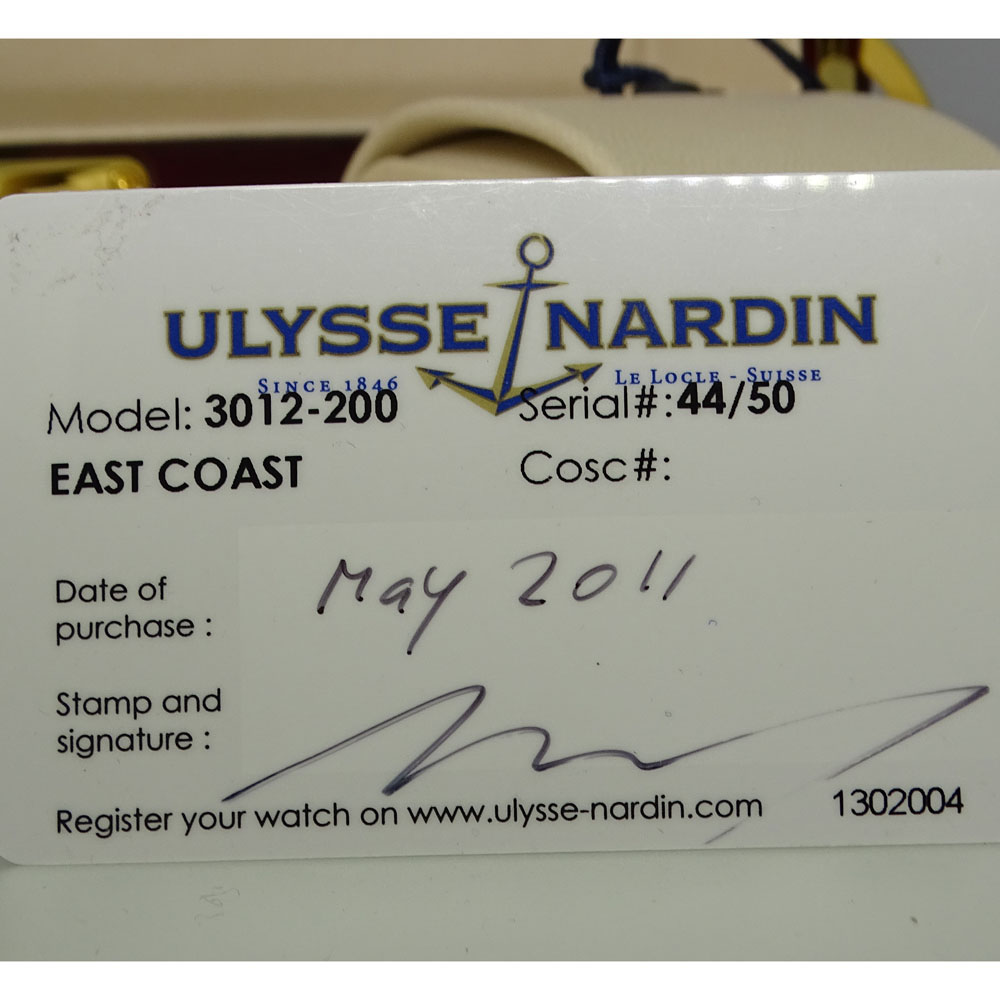 ULYSSE NARDIN
SINCE 1846 LE LOCLE - SUISSE
Model: 3012-200 Serial#:44/50
EAST COAST Cosc#:
Date of
purchase : May 2011
Stamp and
signature :
Register your watch on www.ulysse-nardin.com 1302004